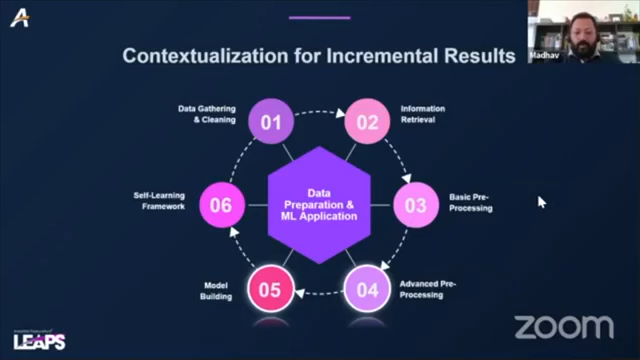 A
Contextualization for Incremental Results
Madhav
Data Gathering
& Cleaning
01
02
Information
Retrieval
Self-Learning
Framework
06
Data
Preparation &
ML Application
03
Basic Pre-
Processing
Model
Building
05
04
Advanced Pre-
Processing
LEAPS
zoom